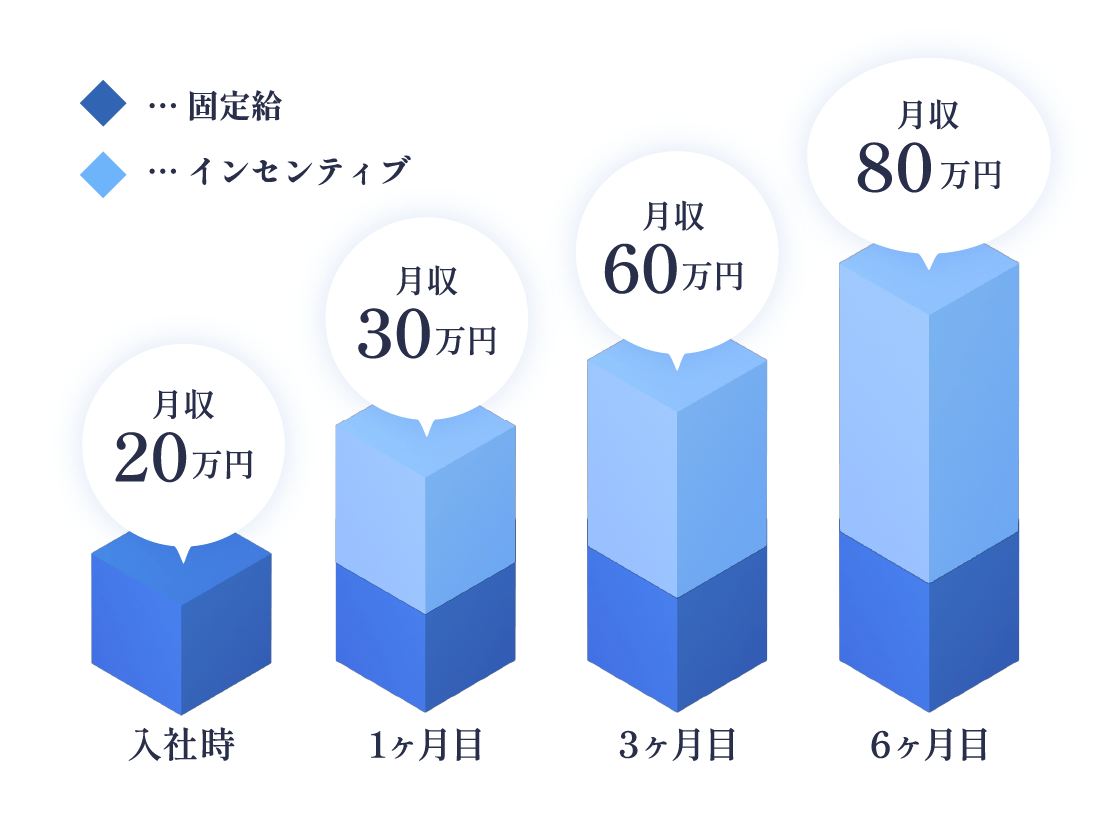 … 固定給
… インセンティブ
月収
20万円
月収
30万円
月収
60万円
月収
80万円
入社時
1ヶ月目
3ヶ月目
6ヶ月目